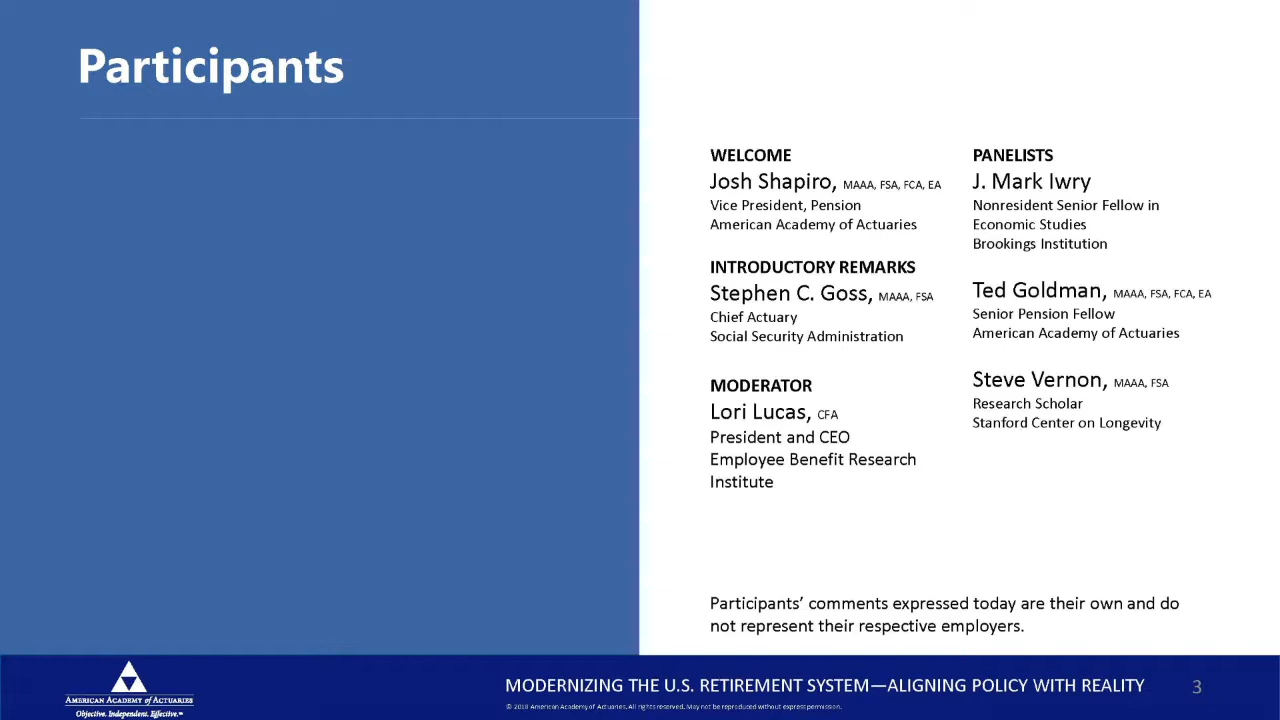 Participants
WELCOME
Josh Shapiro, MAAA, FSA, FCA, EA
Vice President, Pension
American Academy of Actuaries
INTRODUCTORY REMARKS
Stephen C. Goss, MAAA, FSA
Chief Actuary
Social Security Administration
MODERATOR
Lori Lucas, CFA
President and CEO
Employee Benefit Research
Institute
PANELISTS
J. Mark Iwry
Nonresident Senior Fellow in
Economic Studies
Brookings Institution
Ted Goldman, MAAA, FSA, FCA, EA
Senior Pension Fellow
American Academy of Actuaries
Steve Vernon, MAAA, FSA
Research Scholar
Stanford Center on Longevity
Participants’ comments expressed today are their own and do
not represent their respective employers.
AMERICAN ACADEMY OF ACTUARIES
Objective. Independent. Effective.™
MODERNIZING THE U.S. RETIREMENT SYSTEM—ALIGNING POLICY WITH REALITY
3
© 2018 American Academy of Actuaries. All rights reserved. May not be reproduced without express permission.